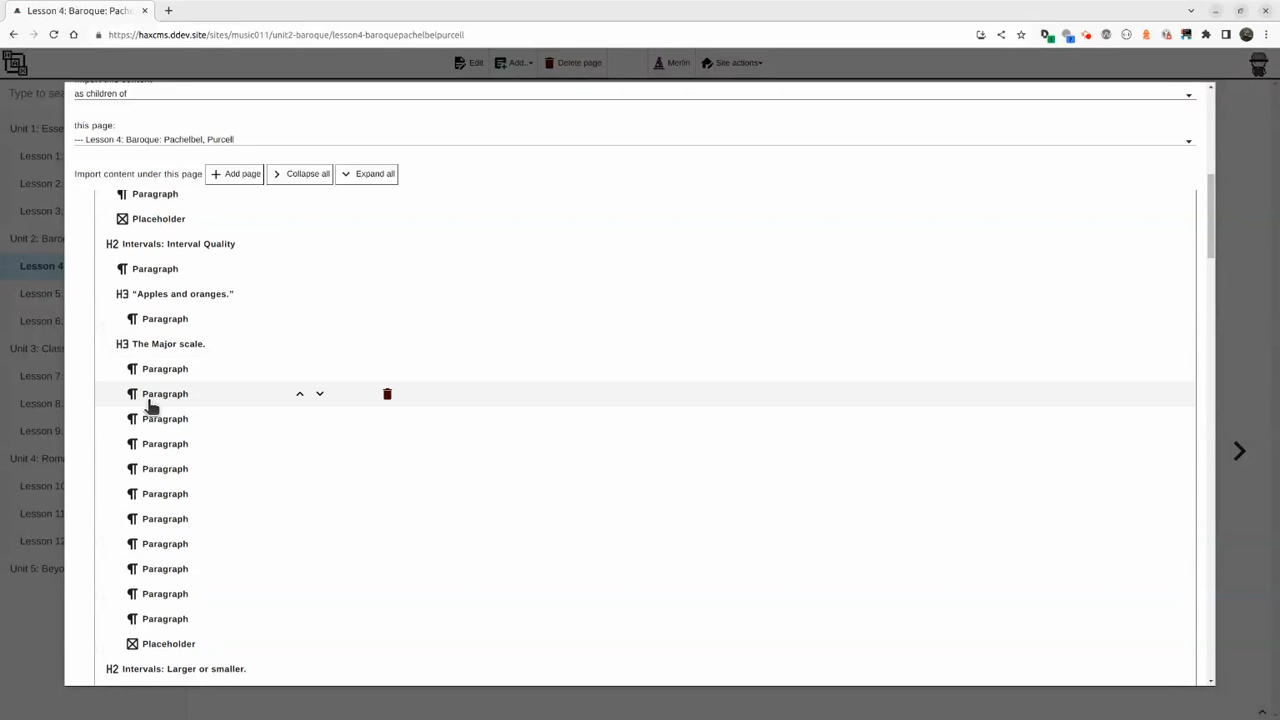 Lesson 4: Baroque: Pach
https://haxcms.ddev.site/sites/music011/unit2-baroque/lesson4-baroquepachelbelpurcell
Edit
Add..
Delete page
Merlin
Site actions
Type to sea
as children of
this page:
--- Lesson 4: Baroque: Pachelbel, Purcell
Import content under this page
Add page
Collapse all
Expand all
Unit 1: Esse
Lesson 1:
Lesson 2:
Lesson 3:
Unit 2: Baro
Lesson 4
Lesson 5:
Lesson 6:
Unit 3: Clas
Lesson 7:
Lesson 8:
Lesson 9:
Unit 4: Rom
Lesson 10
Lesson 11
Lesson 12
Unit 5: Beyo
Paragraph
Placeholder
H2 Intervals: Interval Quality
Paragraph
H3 “Apples and oranges.”
Paragraph
H3 The Major scale.
Paragraph
Paragraph
Paragraph
Paragraph
Paragraph
Paragraph
Paragraph
Paragraph
Paragraph
Paragraph
Paragraph
Placeholder
H2 Intervals: Larger or smaller.